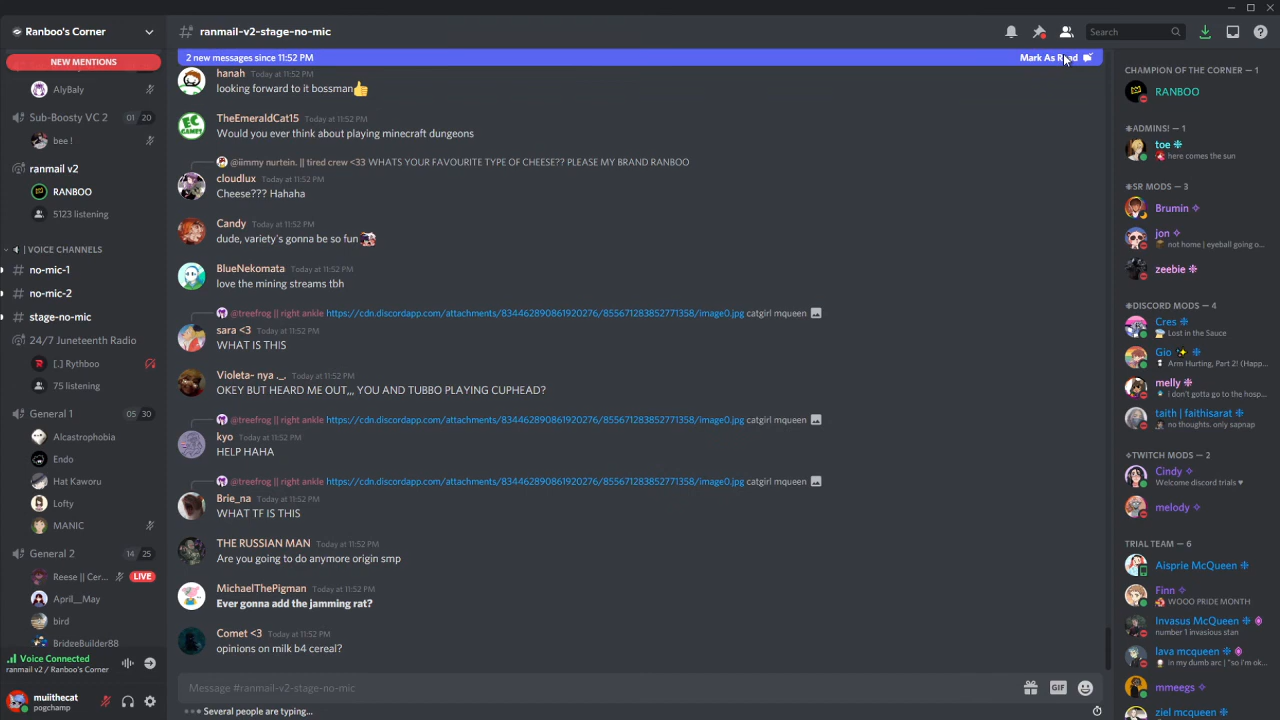 Ranboo's Corner
NEW MENTIONS
AlyBaly
Sub-Boosty VC 2 01 20
bee !
ranmail v2
RANBOO
5123 listening
| VOICE CHANNELS
no-mic-1
no-mic-2
stage-no-mic
24/7 Juneteenth Radio
[.] Rythboo
75 listening
General 1 05 30
Alcastrophobia
Endo
Hat Kaworu
Lofty
MANIC
General 2 14 25
Reese || Cer... LIVE
April__May
bird
BridgeBuilder88
Voice Connected
ranmail v2 / Ranboo's Corner
muiithecat
pogchamp
ranmail-v2-stage-no-mic
Search
2 new messages since 11:52 PM Mark As Read
hanah Today at 11:52 PM
looking forward to it bossman
TheEmeraldCat15 Today at 11:52 PM
Would you ever think about playing minecraft dungeons
@iimmy nurtein. || tired crew <33 WHATS YOUR FAVOURITE TYPE OF CHEESE?? PLEASE MY BRAND RANBOO
cloudlux Today at 11:52 PM
Cheese??? Hahaha
Candy Today at 11:52 PM
dude, variety's gonna be so fun
BlueNekomata Today at 11:52 PM
love the mining streams tbh
@treefrog || right ankle https://cdn.discordapp.com/attachments/834462890861920276/855671283852771358/image0.jpg catgirl mqueen
sara <3 Today at 11:52 PM
WHAT IS THIS
Violeta- nya ._. Today at 11:52 PM
OKEY BUT HEARD ME OUT,,, YOU AND TUBBO PLAYING CUPHEAD?
@treefrog || right ankle https://cdn.discordapp.com/attachments/834462890861920276/855671283852771358/image0.jpg catgirl mqueen
kyo Today at 11:52 PM
HELP HAHA
@treefrog || right ankle https://cdn.discordapp.com/attachments/834462890861920276/855671283852771358/image0.jpg catgirl mqueen
Brie_na Today at 11:52 PM
WHAT TF IS THIS
THE RUSSIAN MAN Today at 11:52 PM
Are you going to do anymore origin smp
MichaelThePigman Today at 11:52 PM
Ever gonna add the jamming rat?
Comet <3 Today at 11:52 PM
opinions on milk b4 cereal?
Message #ranmail-v2-stage-no-mic
GIF
Several people are typing...
CHAMPION OF THE CORNER — 1
RANBOO
ADMINS! — 1
toe
here comes the sun
SR MODS — 3
Brumin
jon
not home | eyeball going o...
zeebie
DISCORD MODS — 4
Cres
Lost in the Sauce
Gio
Arm Hurting, Part 2! (Hap...
melly
i don't gotta go to the hosp...
taith | faithisarat
no thoughts. only sapnap
TWITCH MODS — 2
Cindy
Welcome discord trials ♥
melody
TRIAL TEAM — 6
Aisprie McQueen
Finn
WOOO PRIDE MONTH
Invasus McQueen
number 1 invasious stan
lava mcqueen
in my dumb arc | "so i'm ok...
mmeegs
ziel mcqueen